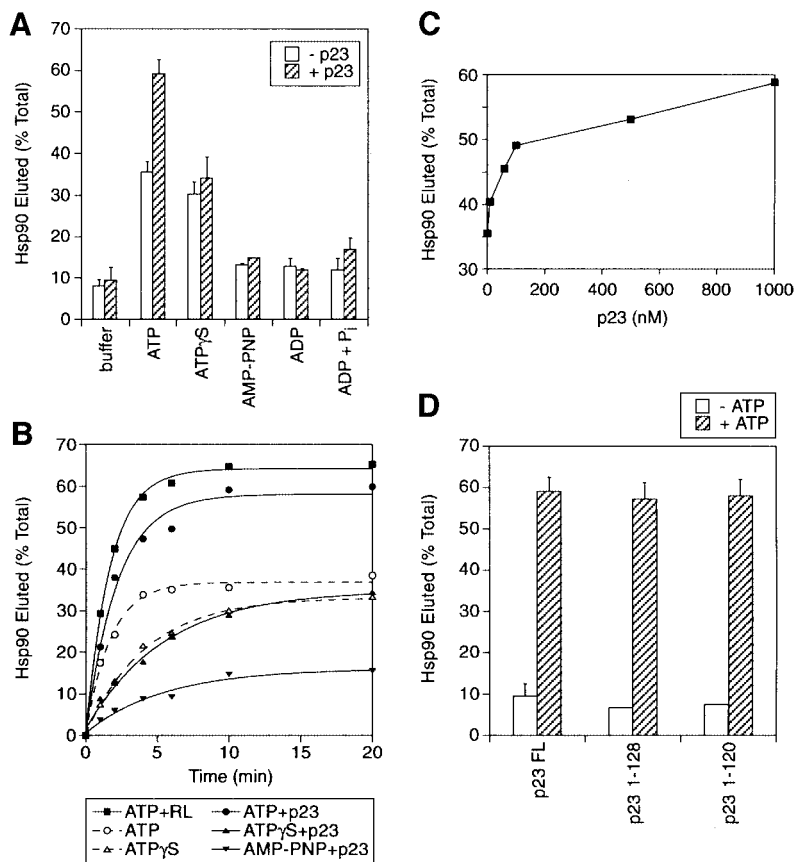 A
- p23
+ p23
Hsp90 Eluted (% Total)
70
60
50
40
30
20
10
0
buffer
ATP
ATPγS
AMP-PNP
ADP
ADP + Pi
C
Hsp90 Eluted (% Total)
60
50
40
30
0
200
400
600
800
1000
p23 (nM)
B
Hsp90 Eluted (% Total)
70
60
50
40
30
20
10
0
0
10
20
Time (min)
ATP+RL
ATP+p23
ATP
ATPγS+p23
ATPγS
AMP-PNP+p23
D
- ATP
+ ATP
Hsp90 Eluted (% Total)
70
60
50
40
30
20
10
0
p23 FL
p23 1-128
p23 1-120